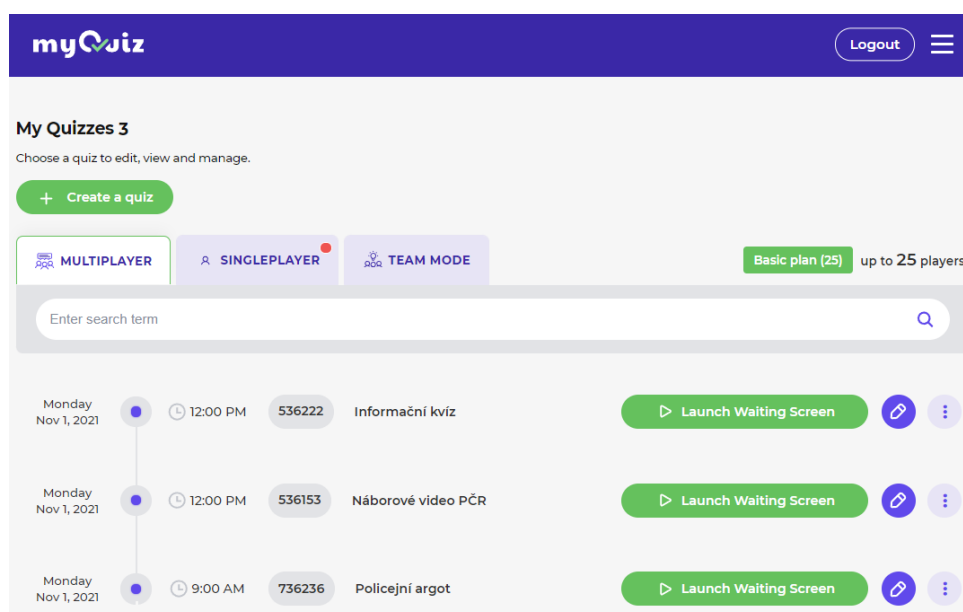 myQuiz
Logout
My Quizzes 3
Choose a quiz to edit, view and manage.
+ Create a quiz
MULTIPLAYER
SINGLEPLAYER
TEAM MODE
Basic plan (25) up to 25 players
Enter search term
Monday
Nov 1, 2021
12:00 PM 536222 Informační kvíz Launch Waiting Screen
Monday
Nov 1, 2021
12:00 PM 536153 Náborové video PČR Launch Waiting Screen
Monday
Nov 1, 2021
9:00 AM 736236 Policejní argot Launch Waiting Screen